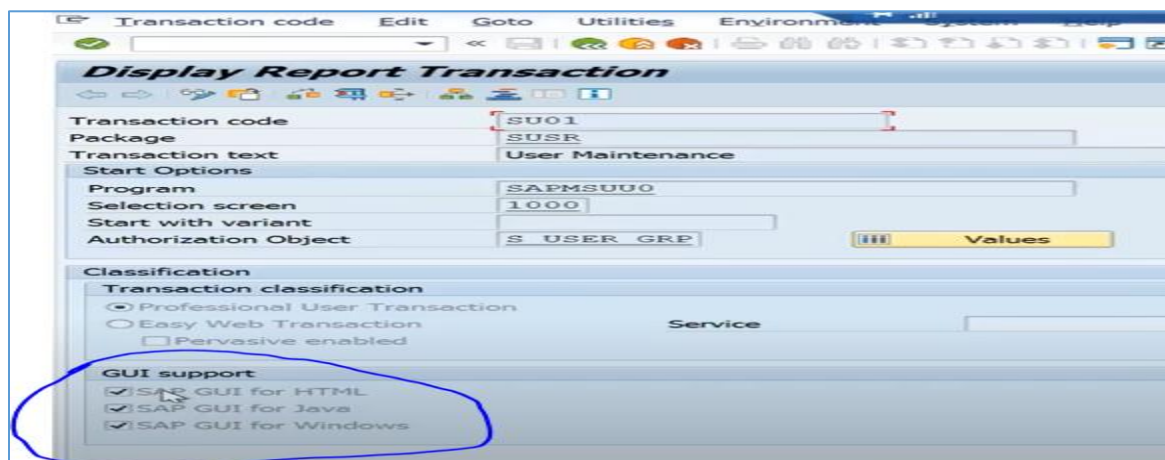 Transaction code Edit Goto Utilities Environment System Help
Display Report Transaction
Transaction code SU01
Package SUSR
Transaction text User Maintenance
Start Options
Program SAPMSUU0
Selection screen 1000
Start with variant
Authorization Object S_USER_GRP Values
Classification
Transaction classification
Professional User Transaction
Easy Web Transaction Service
Pervasive enabled
GUI support
SAP GUI for HTML
SAP GUI for Java
SAP GUI for Windows